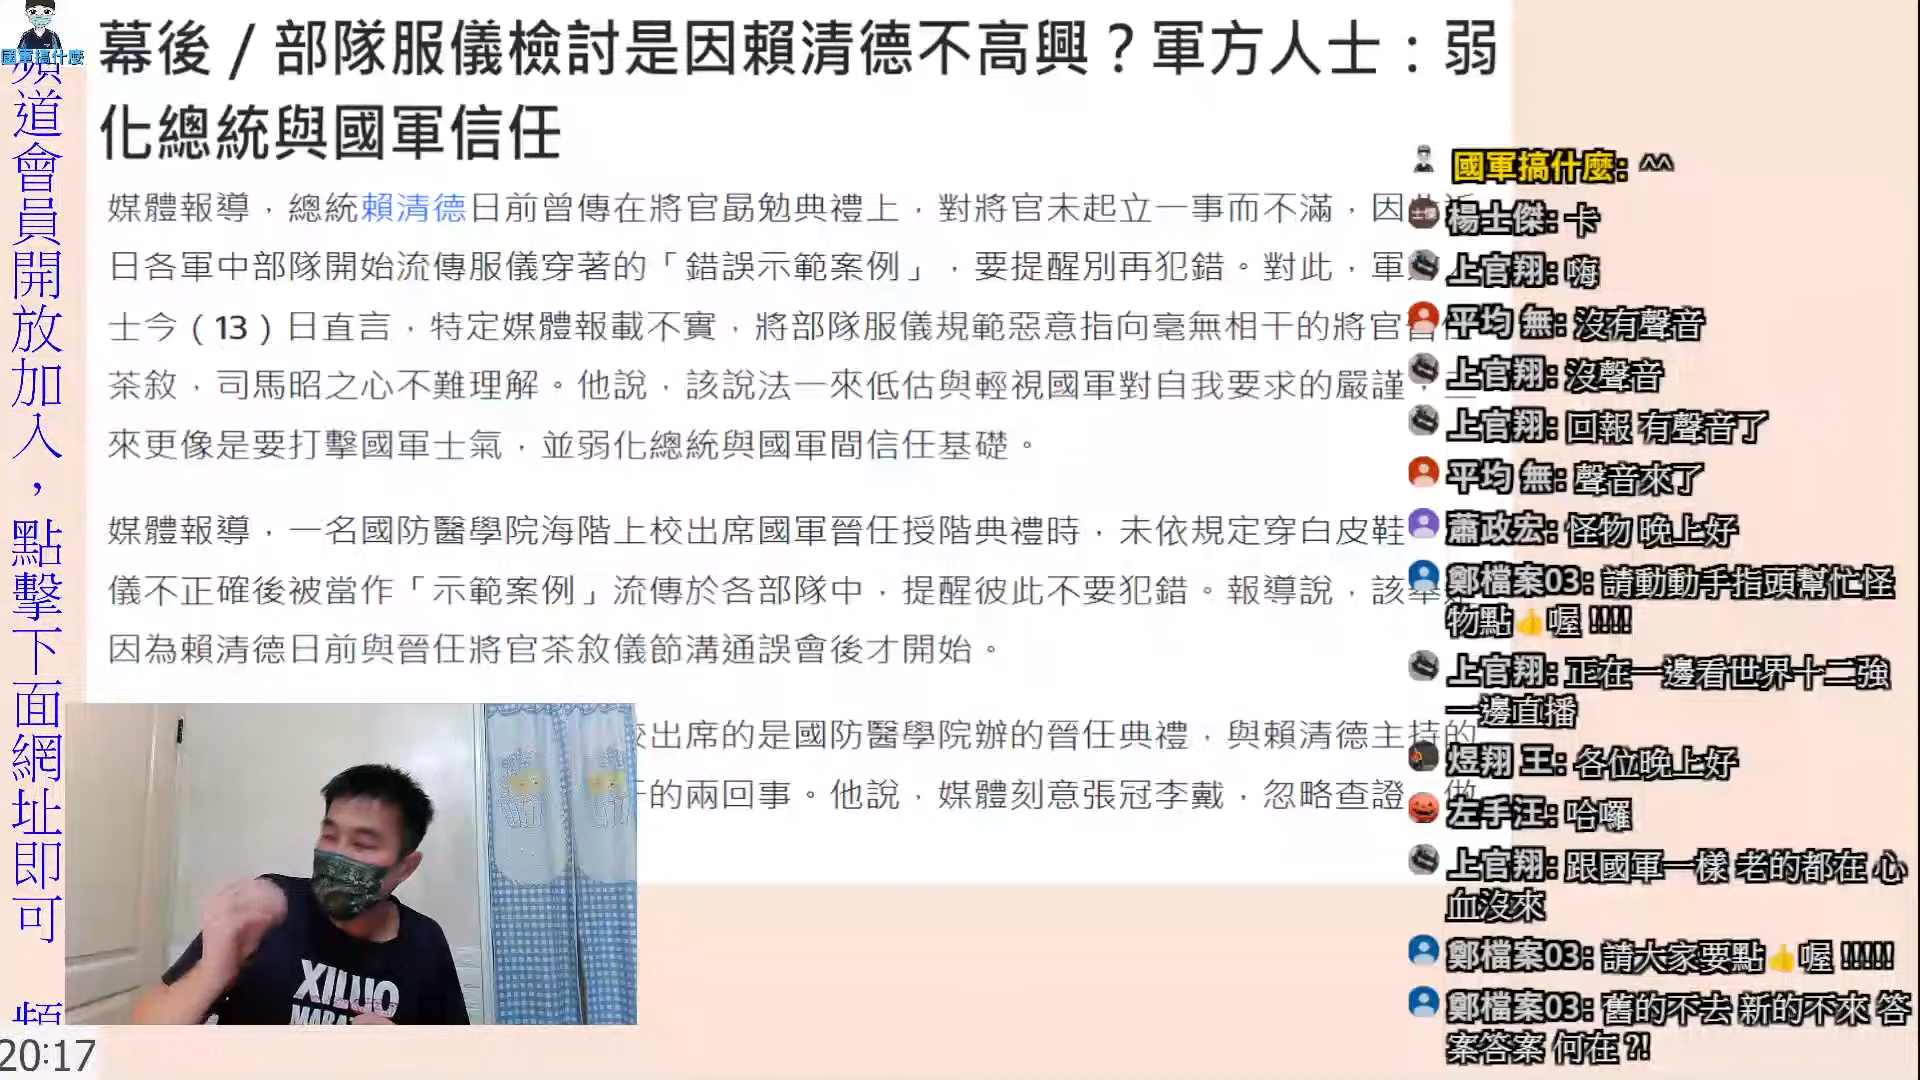 國軍搞什麼
頻道會員開放加入，點擊下面網址即可 頻
20:17
幕後／部隊服儀檢討是因賴清德不高興？軍方人士：弱
化總統與國軍信任
媒體報導，總統賴清德日前曾傳在將官勗勉典禮上，對將官未起立一事而不滿，因
日各軍中部隊開始流傳服儀穿著的「錯誤示範案例」，要提醒別再犯錯。對此，軍
士今（13）日直言，特定媒體報載不實，將部隊服儀規範惡意指向毫無相干的將官晉任
茶敘，司馬昭之心不難理解。他說，該說法一來低估與輕視國軍對自我要求的嚴謹，二
來更像是要打擊國軍士氣，並弱化總統與國軍間信任基礎。
媒體報導，一名國防醫學院海階上校出席國軍晉任授階典禮時，未依規定穿白皮鞋
儀不正確後被當作「示範案例」流傳於各部隊中，提醒彼此不要犯錯。報導說，該舉
因為賴清德日前與晉任將官茶敘儀節溝通誤會後才開始。
校出席的是國防醫學院辦的晉任典禮，與賴清德主持的
的兩回事。他說，媒體刻意張冠李戴，忽略查證，做
XILUO
MARAT
國軍搞什麼: ^^
楊士傑: 卡
上官翔: 嗨
平均 無: 沒有聲音
上官翔: 沒聲音
上官翔: 回報 有聲音了
平均 無: 聲音來了
蕭政宏: 怪物 晚上好
鄭檔案03: 請動動手指頭幫忙怪
物點👍喔 !!!!
上官翔: 正在一邊看世界十二強
一邊直播
煜翔 王: 各位晚上好
左手汪: 哈囉
上官翔: 跟國軍一樣 老的都在 心
血沒來
鄭檔案03: 請大家要點👍喔 !!!!!
鄭檔案03: 舊的不去 新的不來 答
案答案 何在 ?!